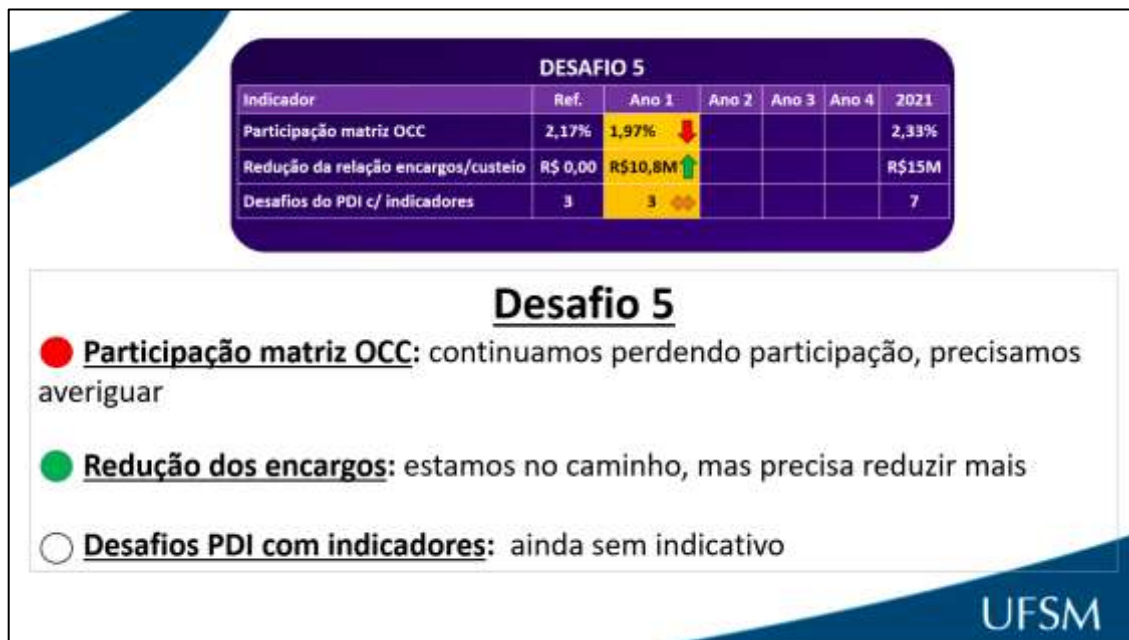 DESAFIO 5
Indicador Ref. Ano 1 Ano 2 Ano 3 Ano 4 2021
Participação matriz OCC 2,17% 1,97% 2,33%
Redução da relação encargos/custeio R$ 0,00 R$10,8M R$15M
Desafios do PDI c/ indicadores 3 3 7
Desafio 5
Participação matriz OCC: continuamos perdendo participação, precisamos
averiguar
Redução dos encargos: estamos no caminho, mas precisa reduzir mais
Desafios PDI com indicadores: ainda sem indicativo
UFSM